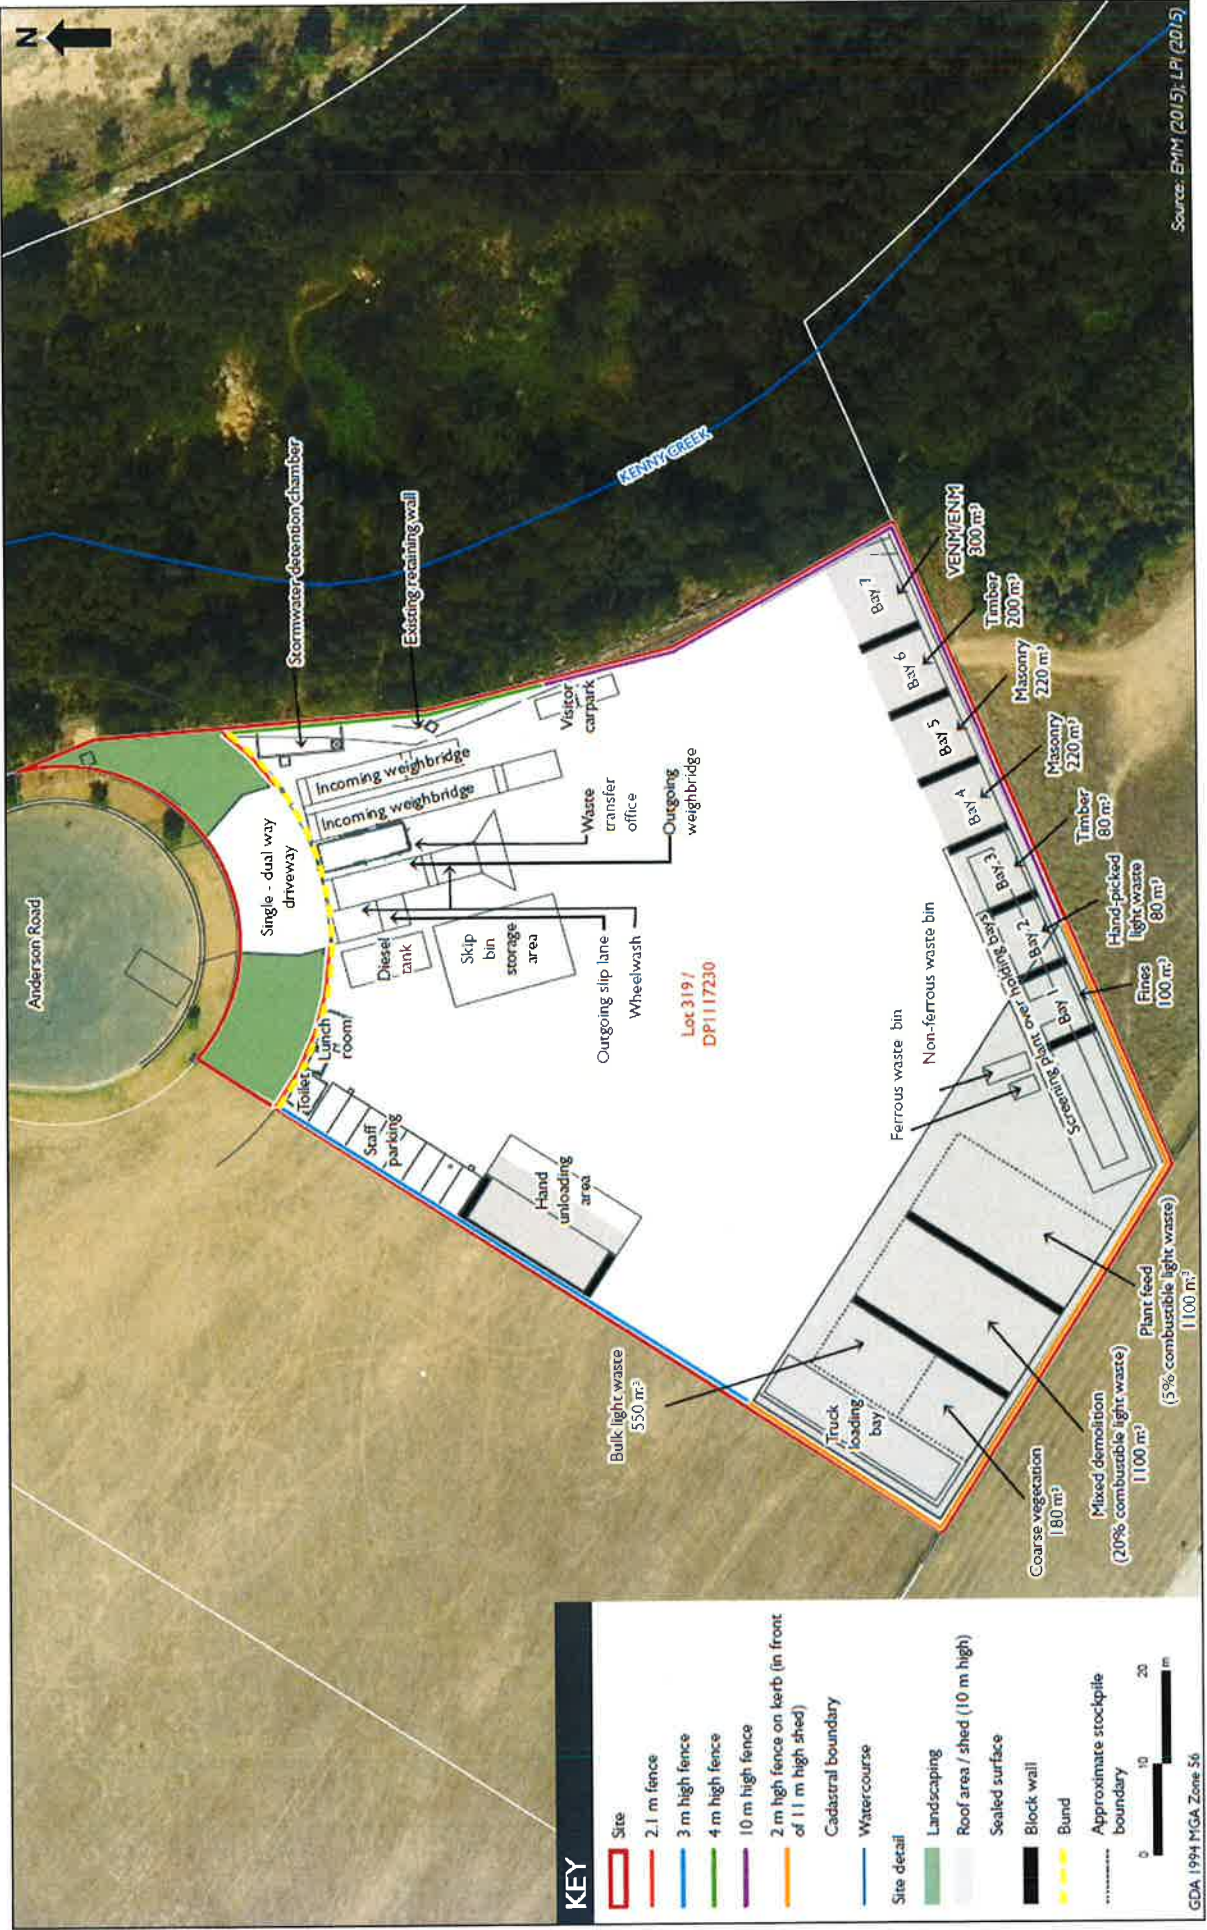 N
Anderson Road
Stormwater detention chamber
Existing retaining wall
KENNY CREEK
Single - dual way
driveway
Incoming weighbridge
Incoming weighbridge
Visitor
carpark
Waste
transfer
office
Outgoing
weighbridge
Diesel
tank
Skip
bin
storage
area
Outgoing slip lane
Wheelwash
Lunch
room
Toilet
Staff
parking
Hand
unloading
area
Lot 319 /
DP1117230
Ferrous waste bin
Non-ferrous waste bin
Screening plant over holding bays
Bay 1
Bay 2
Bay 3
Bay 4
Bay 5
Bay 6
Bay 7
VENM/ENM
300 m³
Timber
200 m³
Masonry
220 m³
Masonry
220 m³
Timber
80 m³
Hand-picked
light waste
80 m³
Fines
100 m³
Bulk light waste
550 m³
Truck
loading
bay
Coarse vegetation
180 m³
Mixed demolition
(20% combustible light waste)
1100 m³
Plant feed
(5% combustible light waste)
1100 m³
KEY
Site
2.1 m fence
3 m high fence
4 m high fence
10 m high fence
2 m hgh fence on kerb (in front
of 11 m high shed)
Cadastral boundary
Watercourse
Site detail
Landscaping
Roof area / shed (10 m high)
Sealed surface
Block wall
Bund
Approximate stockpile
boundary
0 10 20
m
GDA 1994 MGA Zone 56
Source: EMM (2015); LPI (2015)